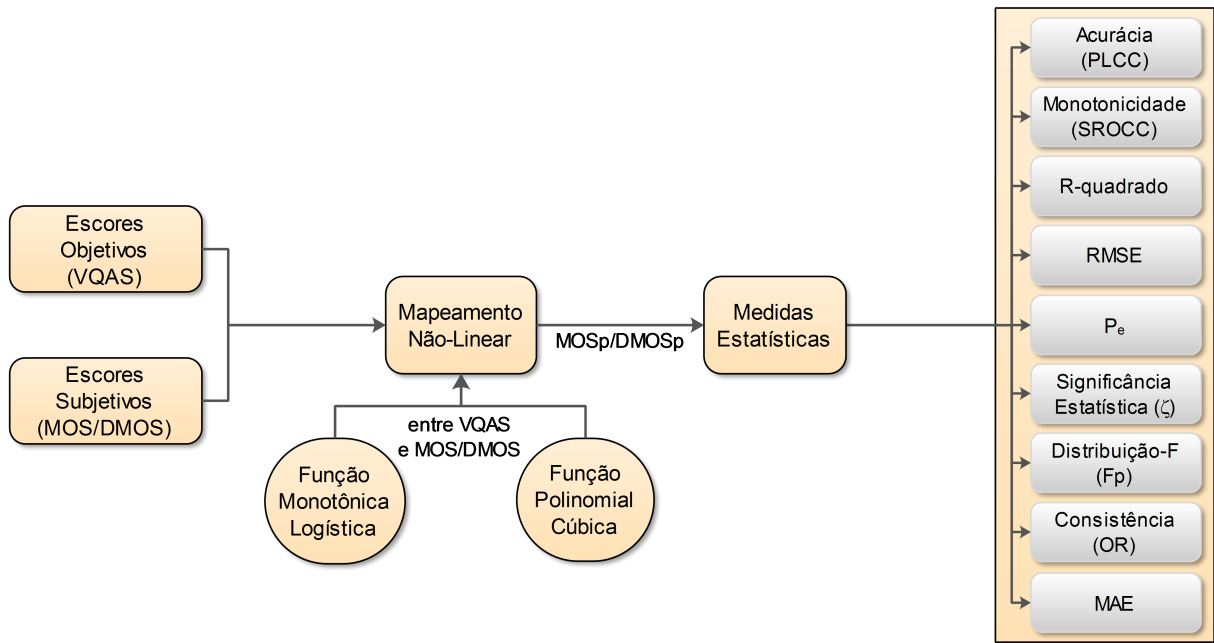 Escores
Objetivos
(VQAS)
Escores
Subjetivos
(MOS/DMOS)
Mapeamento
Não-Linear
MOSp/DMOSp
entre VQAS
e MOS/DMOS
Função
Monotônica
Logística
Função
Polinomial
Cúbica
Medidas
Estatísticas
Acurácia
(PLCC)
Monotonicidade
(SROCC)
R-quadrado
RMSE
Pₑ
Significância
Estatística (ζ)
Distribuição-F
(Fp)
Consistência
(OR)
MAE